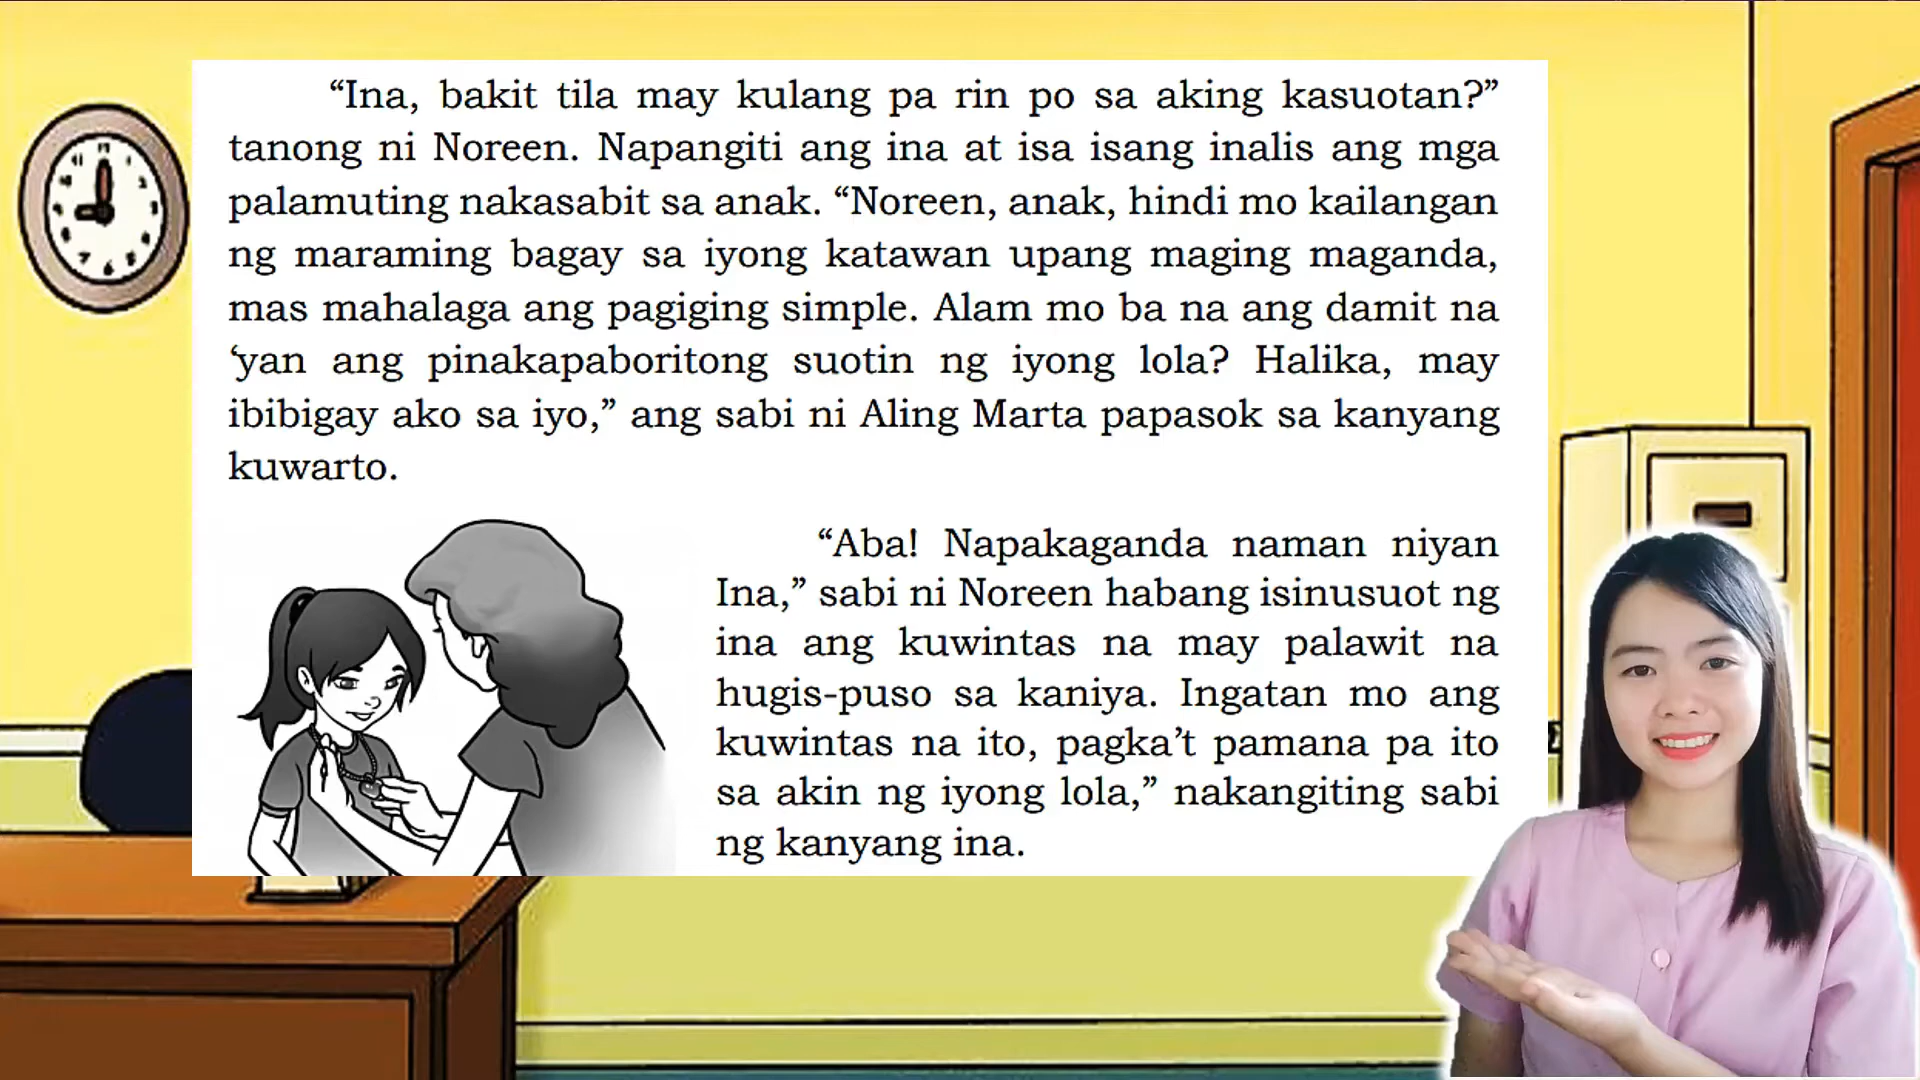 “Ina, bakit tila may kulang pa rin po sa aking kasuotan?”
tanong ni Noreen. Napangiti ang ina at isa isang inalis ang mga
palamuting nakasabit sa anak. “Noreen, anak, hindi mo kailangan
ng maraming bagay sa iyong katawan upang maging maganda,
mas mahalaga ang pagiging simple. Alam mo ba na ang damit na
‘yan ang pinakapaboritong suotin ng iyong lola? Halika, may
ibibigay ako sa iyo,” ang sabi ni Aling Marta papasok sa kanyang
kuwarto.
“Aba! Napakaganda naman niyan
Ina,” sabi ni Noreen habang isinusuot ng
ina ang kuwintas na may palawit na
hugis-puso sa kaniya. Ingatan mo ang
kuwintas na ito, pagka’t pamana pa ito
sa akin ng iyong lola,” nakangiting sabi
ng kanyang ina.